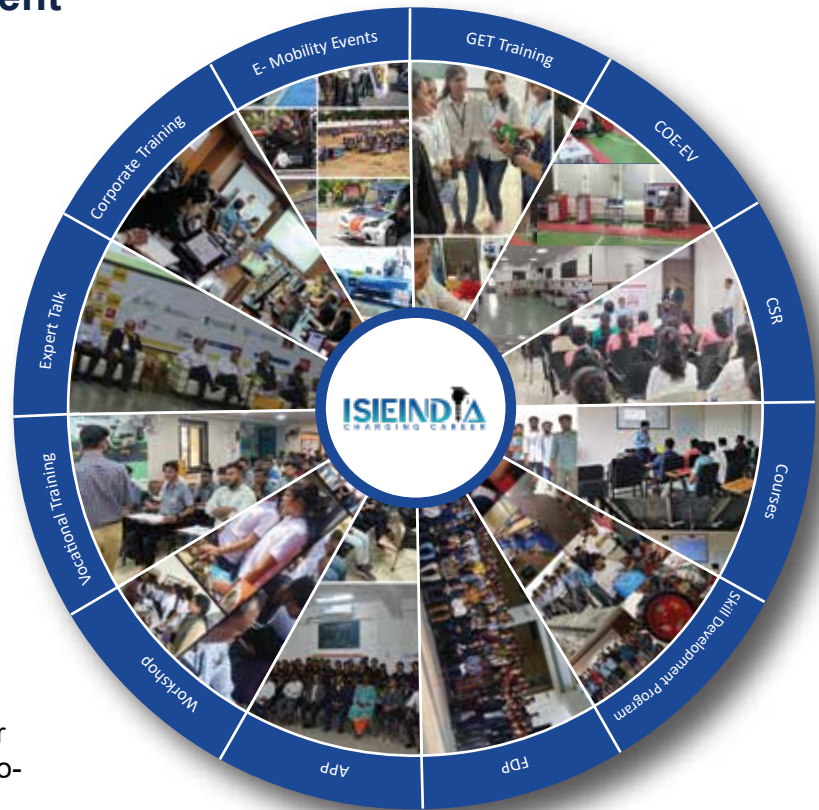 ent
E- Mobility Events
GET Training
COE-EV
CSR
Courses
Skill Development Program
FDP
APP
Workshop
Vocational Training
Expert Talk
Corporate Training
ISIEINDIA
CHANGING CAREER
r
o-